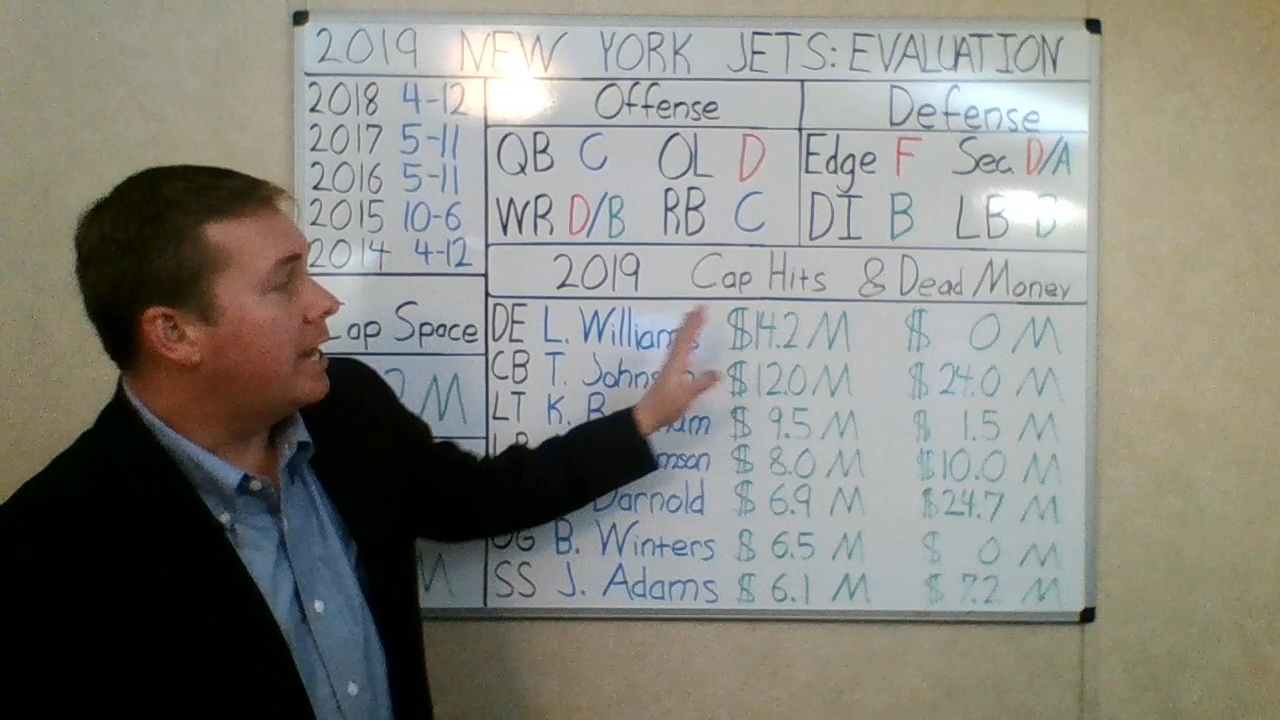 2019 NEW YORK JETS: EVALUATION
2018 4-12
2017 5-11
2016 5-11
2015 10-6
2014 4-12
Offense
QB C OL D
WR D/B RB C
Defense
Edge F Sec. D/A
DI B LB
Cap Space
M
M
2019 Cap Hits & Dead Money
DE L. Williams $14.2 M $ 0 M
CB T. $12.0 M $24.0 M
LT K. $ 9.5 M $ 1.5 M
$ 8.0 M $10.0 M
Darnold $ 6.9 M $24.7 M
OG B. Winters $ 6.5 M $ 0 M
SS J. Adams $ 6.1 M $ 7.2 M